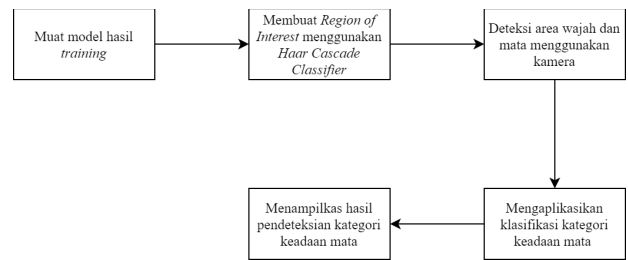 Muat model hasil
training
Membuat Region of
Interest menggunakan
Haar Cascade
Classifier
Deteksi area wajah dan
mata menggunakan
kamera
Mengaplikasikan
klasifikasi kategori
keadaan mata
Menampilkas hasil
pendeteksian kategori
keadaan mata